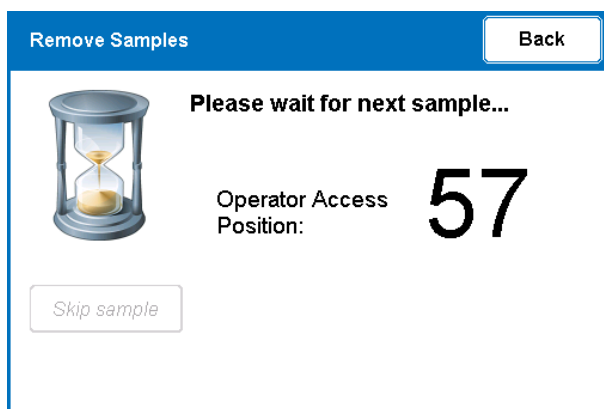 Remove Samples
Back
Please wait for next sample...
Operator Access
Position:
57
Skip sample